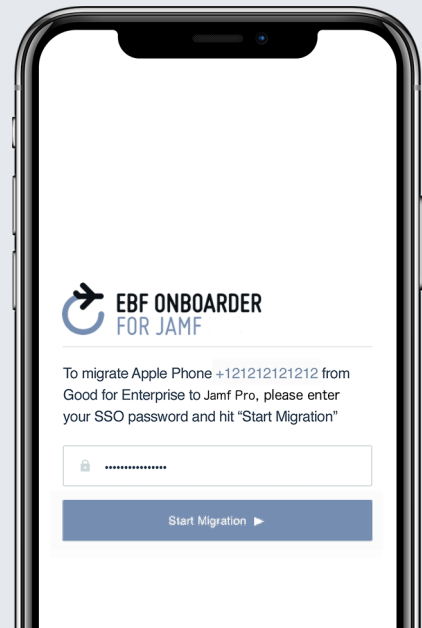 EBF ONBOARDER
FOR JAMF
To migrate Apple Phone +121212121212 from
Good for Enterprise to Jamf Pro, please enter
your SSO password and hit “Start Migration”
••••••••••••••••
Start Migration ▶